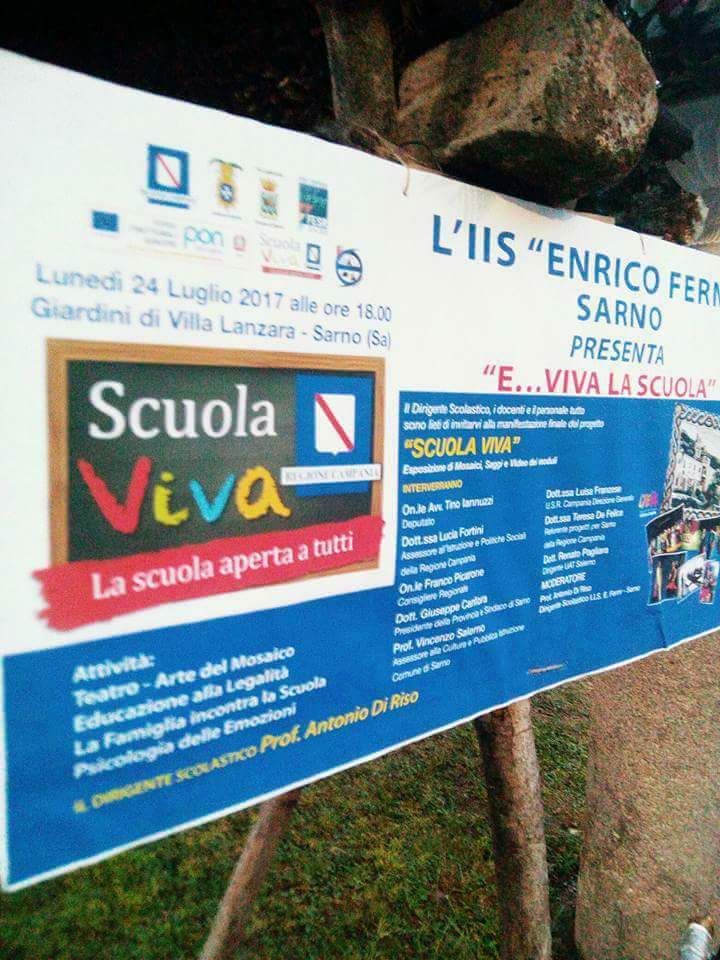 pon
Scuola
Viva
Lunedì 24 Luglio 2017 alle ore 18.00
Giardini di Villa Lanzara - Sarno (Sa)
Scuola
Viva
REGIONE CAMPANIA
La scuola aperta a tutti
Attività:
Teatro - Arte del Mosaico
Educazione alla Legalità
La Famiglia incontra la Scuola
Psicologia delle Emozioni
IL DIRIGENTE SCOLASTICO Prof. Antonio Di Riso
L'IIS "ENRICO FERM
SARNO
PRESENTA
"E...VIVA LA SCUOLA"
Il Dirigente Scolastico, i docenti e il personale tutto
sono lieti di invitarvi alla manifestazione finale del progetto
"SCUOLA VIVA"
Esposizione di Mosaici, Saggi e Video dei moduli
INTERVERRANNO
On.le Avv. Tino Iannuzzi
Deputato
Dott.ssa Lucia Fortini
Assessore all'Istruzione e Politiche Sociali
della Regione Campania
On.le Franco Picarone
Consigliere Regionale
Dott. Giuseppe Canfora
Presidente della Provincia e Sindaco di Sarno
Prof. Vincenzo Salerno
Assessore alla Cultura e Pubblica Istruzione
Comune di Sarno
Dott.ssa Luisa Franzese
U.S.R. Campania Direzione Generale
Dott.ssa Teresa De Felice
Referente progetti per Sarno
della Regione Campania
Dott. Renato Pagliara
Dirigente UAT Salerno
MODERATORE
Prof. Antonio Di Riso
Dirigente Scolastico I.I.S. E. Fermi - Sarno